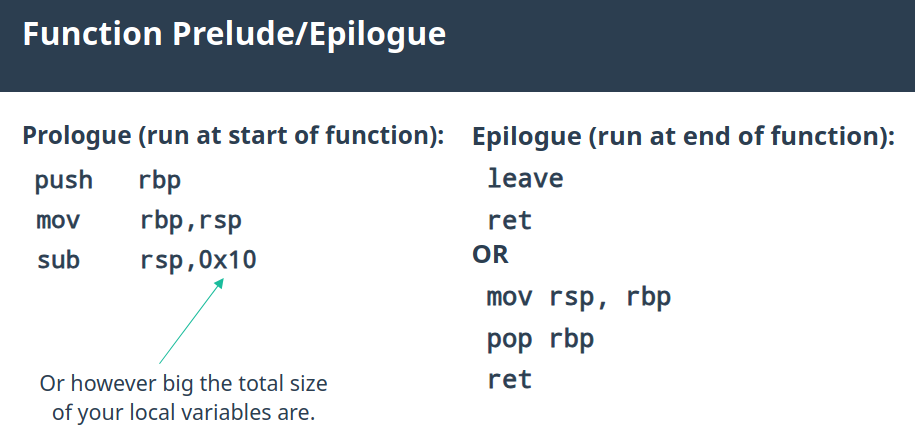 Function Prelude/Epilogue
Prologue (run at start of function):
push rbp
mov rbp,rsp
sub rsp,0x10
Or however big the total size
of your local variables are.
Epilogue (run at end of function):
leave
ret
OR
mov rsp, rbp
pop rbp
ret